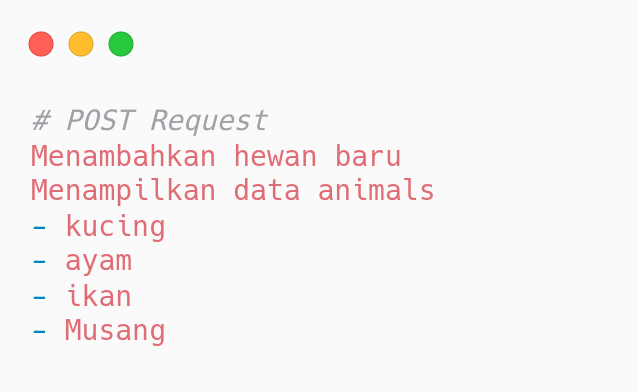 # POST Request
Menambahkan hewan baru
Menampilkan data animals
- kucing
- ayam
- ikan
- Musang